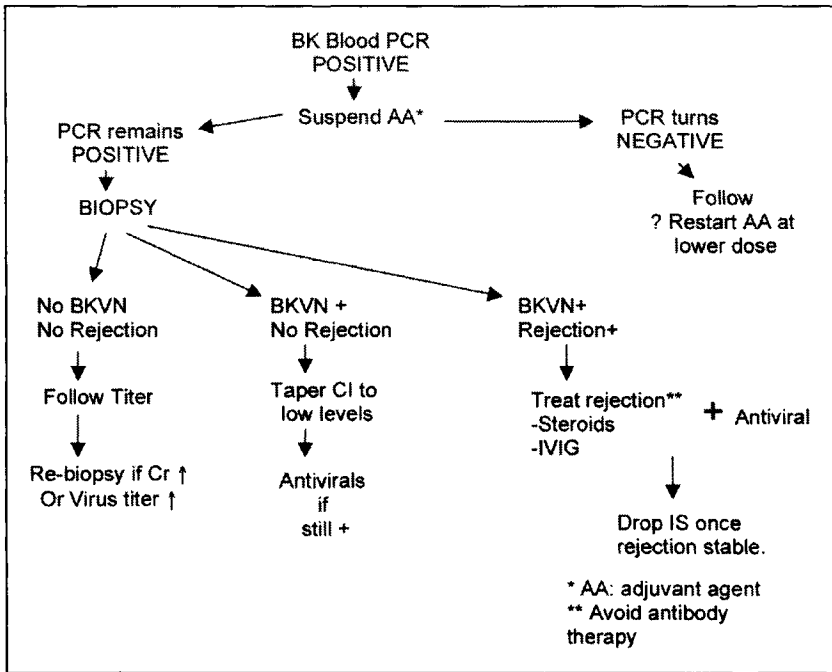 BK Blood PCR
POSITIVE
Suspend AA*
PCR remains
POSITIVE
PCR turns
NEGATIVE
BIOPSY
Follow
? Restart AA at
lower dose
No BKVN
No Rejection
BKVN +
No Rejection
BKVN+
Rejection+
Follow Titer
Taper CI to
low levels
Treat rejection**
-Steroids
-IVIG
+ Antiviral
Re-biopsy if Cr ↑
Or Virus titer ↑
Antivirals
if
still +
Drop IS once
rejection stable.
* AA: adjuvant agent
** Avoid antibody
therapy